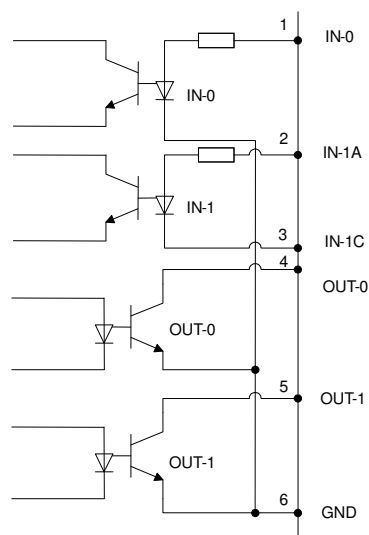 1 IN-0
IN-0
2 IN-1A
IN-1
3 IN-1C
4 OUT-0
OUT-0
5 OUT-1
OUT-1
6 GND